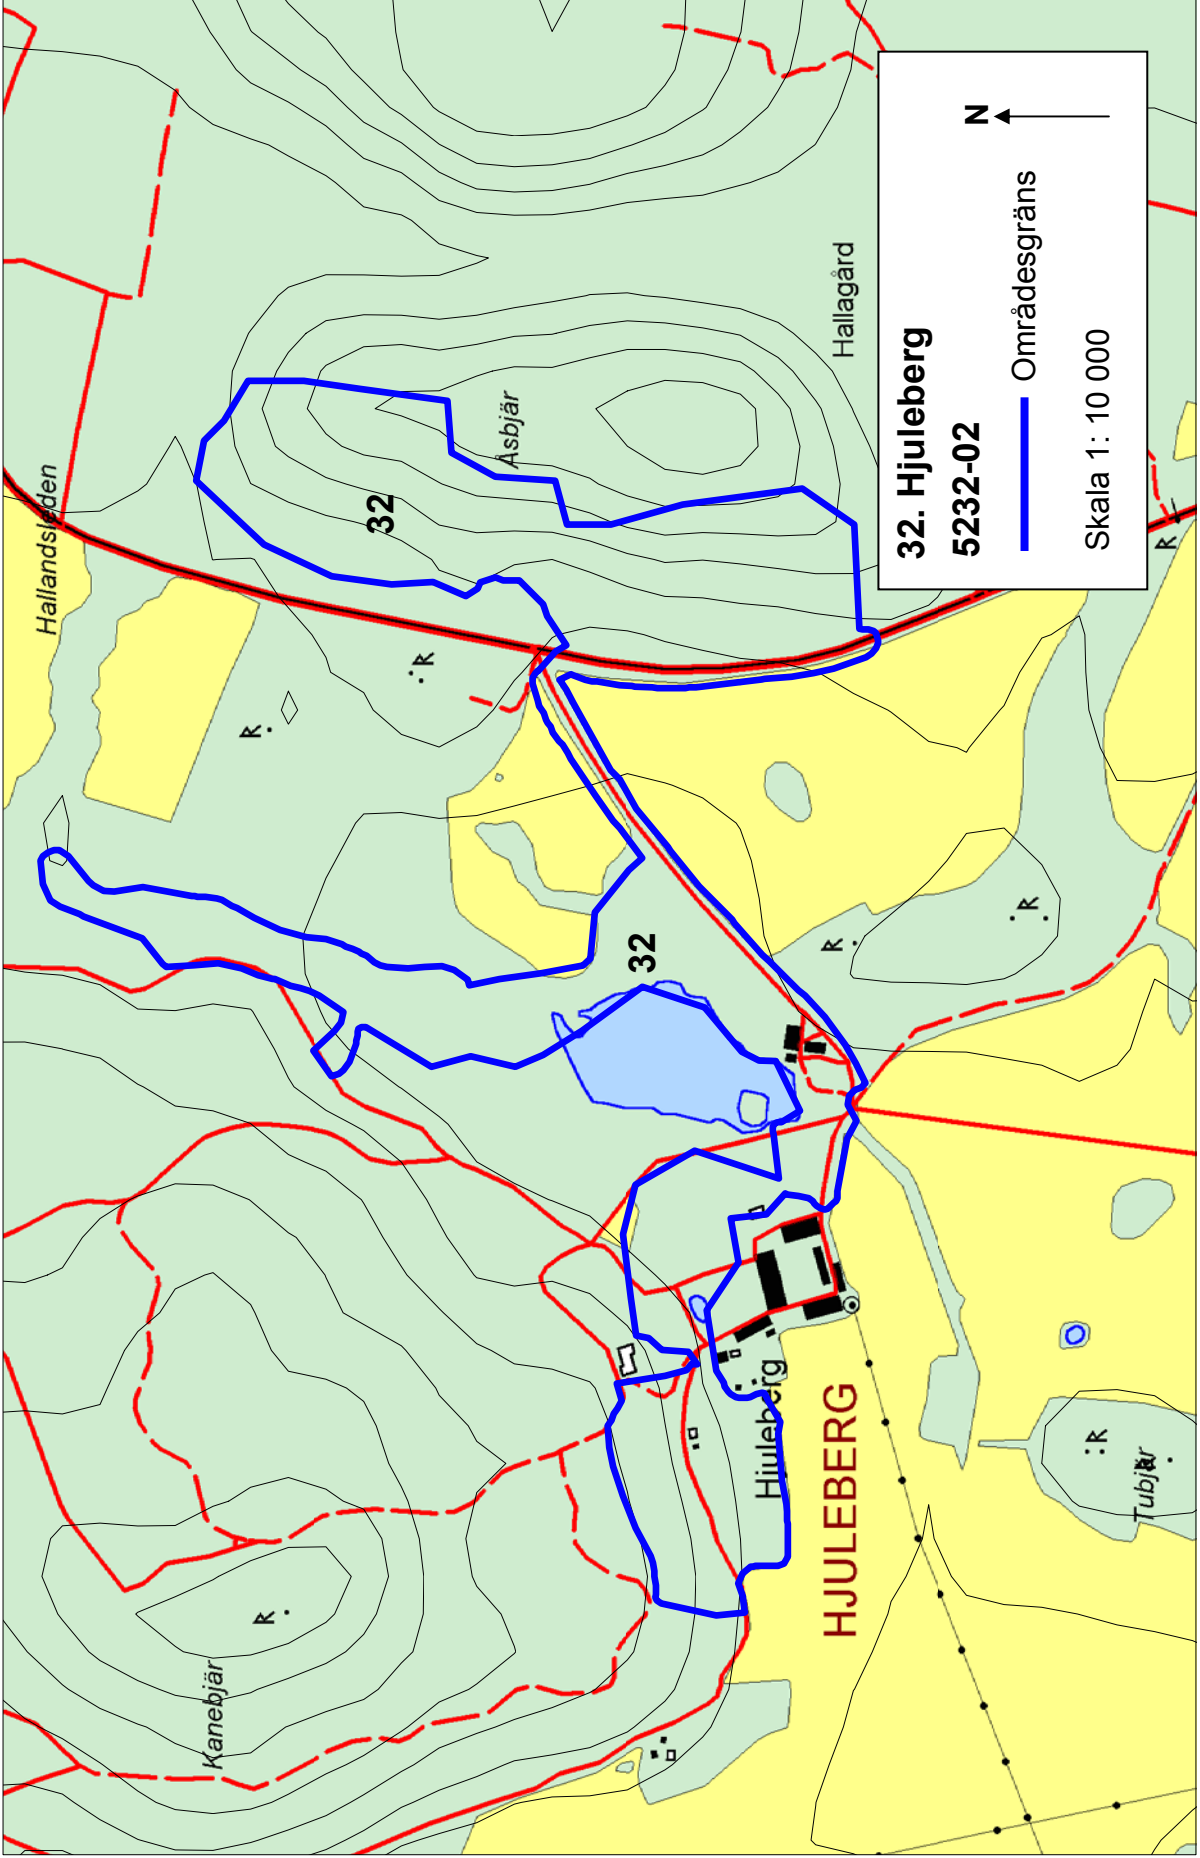 Hallandsleden
Kanebjär
R
R
R
32
Åsbjär
32
Hallagård
Hjuleberg
HJULEBERG
R
R
R
Tubjär
R
R
32. Hjuleberg
5232-02
Områdesgräns
Skala 1: 10 000
N